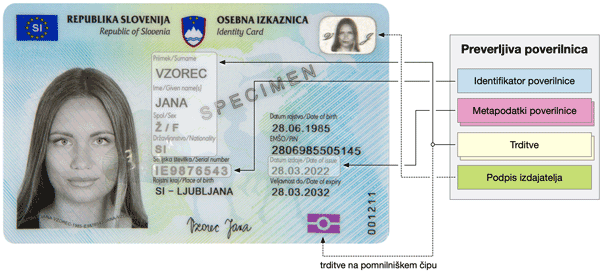 SI
REPUBLIKA SLOVENIJA
OSEBNA IZKAZNICA
Republic of Slovenia
Identity Card
Priimek/Surname
VZOREC
Ime/Given name(s)
JANA
Spol/Sex
Ž / F
Državljanstvo/Nationality
SI
Serijska številka/Serial number
IE9876543
Rojstni kraj/Place of birth
SI – LJUBLJANA
SPECIMEN
Datum rojstva/Date of birth
28.06.1985
EMŠO/PIN
2806985505145
Datum izdaje/Date of issue
28.03.2022
Veljavnost do/Date of expiry
28.03.2032
Vzorec Jana
001211
Preverljiva poverilnica
Identifikator poverilnice
Metapodatki poverilnice
Trditve
Podpis izdajatelja
trditve na pomnilniškem čipu